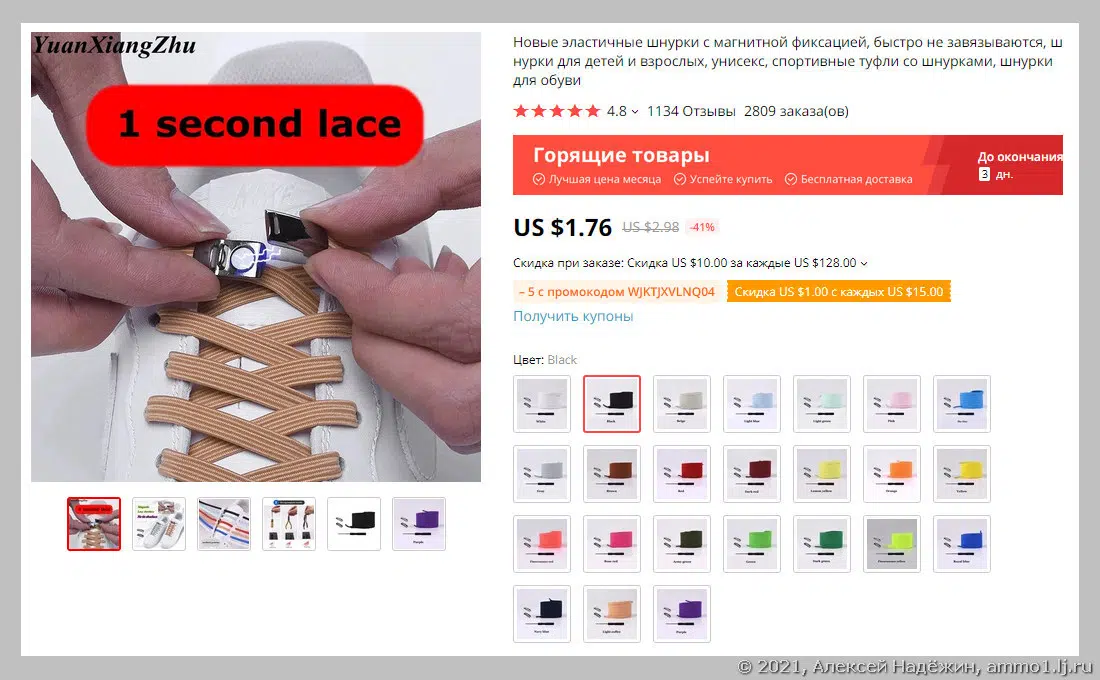 YuanXiangZhu
1 second lace
Новые эластичные шнурки с магнитной фиксацией, быстро не завязываются, ш
нурки для детей и взрослых, унисекс, спортивные туфли со шнурками, шнурки
для обуви
4.8 1134 Отзывы 2809 заказа(ов)
Горящие товары
Лучшая цена месяца Успейте купить Бесплатная доставка
До окончания
3 дн.
US $1.76 US $2.98 -41%
Скидка при заказе: Скидка US $10.00 за каждые US $128.00
– 5 с промокодом WJKTJXVLNQ04 Скидка US $1.00 с каждых US $15.00
Получить купоны
Цвет: Black
White Black Beige Light blue Light green Pink
Gray Brown Red Dark red Lemon yellow Orange Yellow
Fluorescent red Rose red Army green Green Dark green Fluorescent yellow Royal blue
Navy blue Light coffee Purple
Purple
© 2021, Алексей Надёжин, ammo1.lj.ru